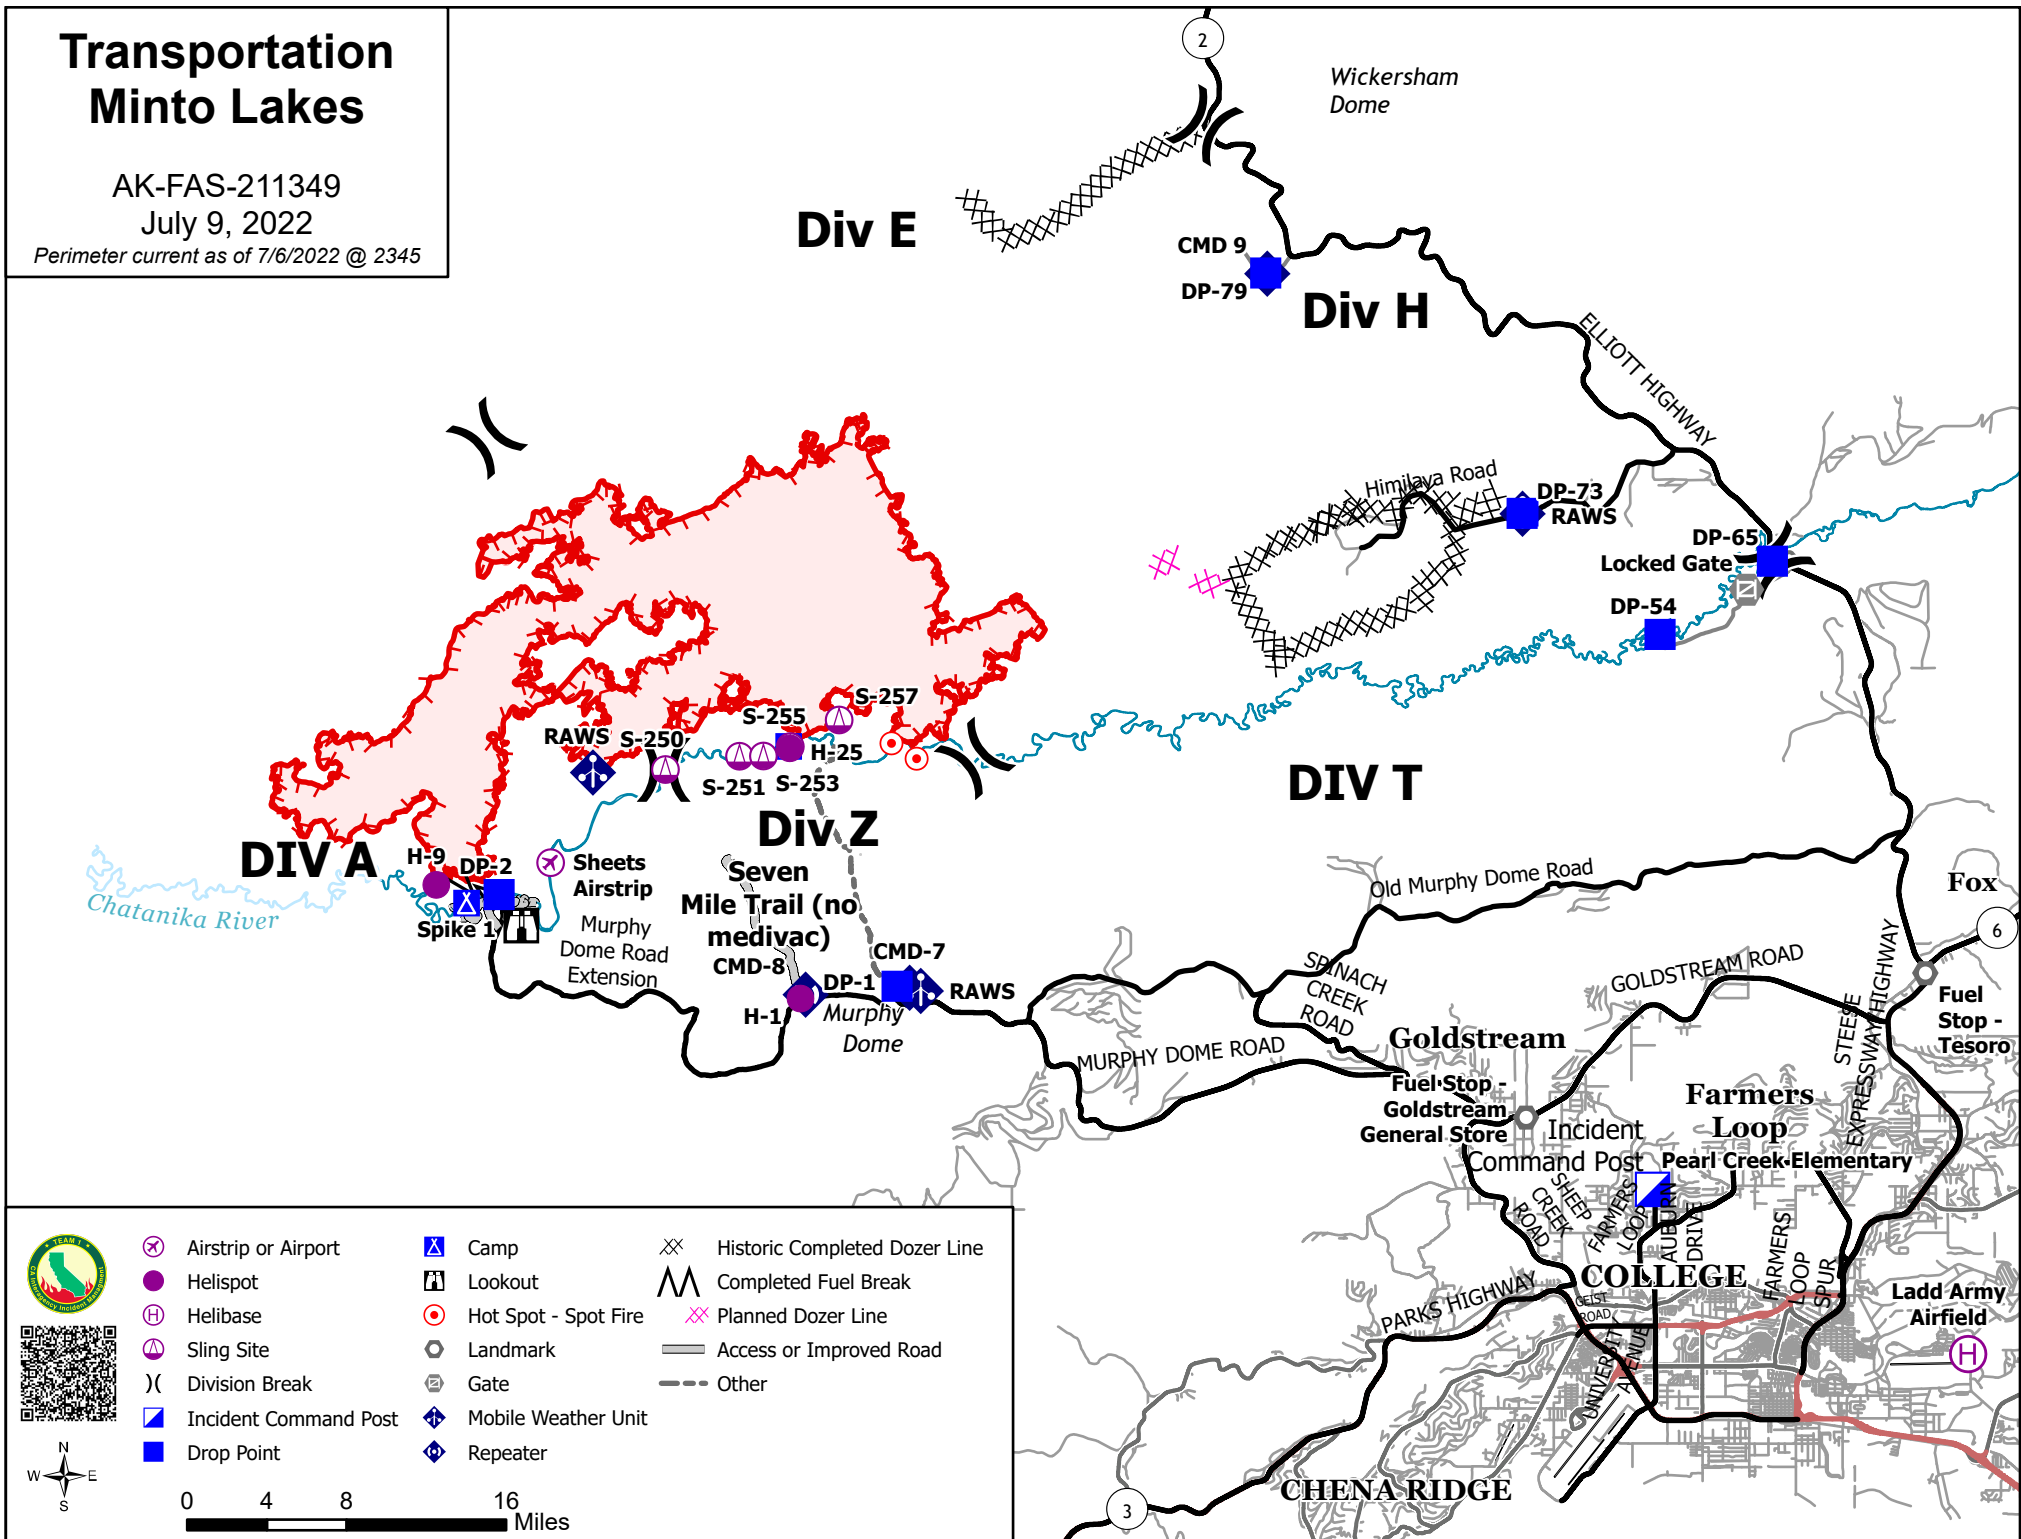 Transportation
Minto Lakes
AK-FAS-211349
July 9, 2022
Perimeter current as of 7/6/2022 @ 2345
2
Wickersham
Dome
Div E
CMD 9
DP-79
Div H
ELLIOTT HIGHWAY
Himilaya Road
DP-73
RAWS
DP-65
Locked Gate
DP-54
S-257
S-255
RAWS
S-250
H-25
S-251
S-253
DIV T
Div Z
DIV A
H-9
DP-2
Sheets
Airstrip
Seven
Mile Trail (no
medivac)
Chatanika River
Spike 1
Murphy
Dome Road
Extension
CMD-8
CMD-7
DP-1
RAWS
H-1
Murphy
Dome
Old Murphy Dome Road
Fox
6
SPINACH
CREEK
ROAD
GOLDSTREAM ROAD
STEESE
EXPRESSWAY
HIGHWAY
Fuel
Stop -
Tesoro
MURPHY DOME ROAD
Goldstream
Fuel Stop -
Goldstream
General Store
Farmers
Loop
Incident
Command Post
Pearl Creek Elementary
SHEEP
CREEK
ROAD
FARMERS
LOOP
AUBURN
DRIVE
FARMERS
LOOP
SPUR
COLLEGE
PARKS HIGHWAY
GEIST
ROAD
UNIVERSITY
AVENUE
Ladd Army
Airfield
H
CHENA RIDGE
3
TEAM 1
CA Interagency Incident Management
Airstrip or Airport
Helispot
H
Helibase
Sling Site
Division Break
Incident Command Post
Drop Point
Camp
Lookout
Hot Spot - Spot Fire
Landmark
Gate
Mobile Weather Unit
Repeater
Historic Completed Dozer Line
Completed Fuel Break
Planned Dozer Line
Access or Improved Road
Other
N
W E
S
0 4 8 16
Miles